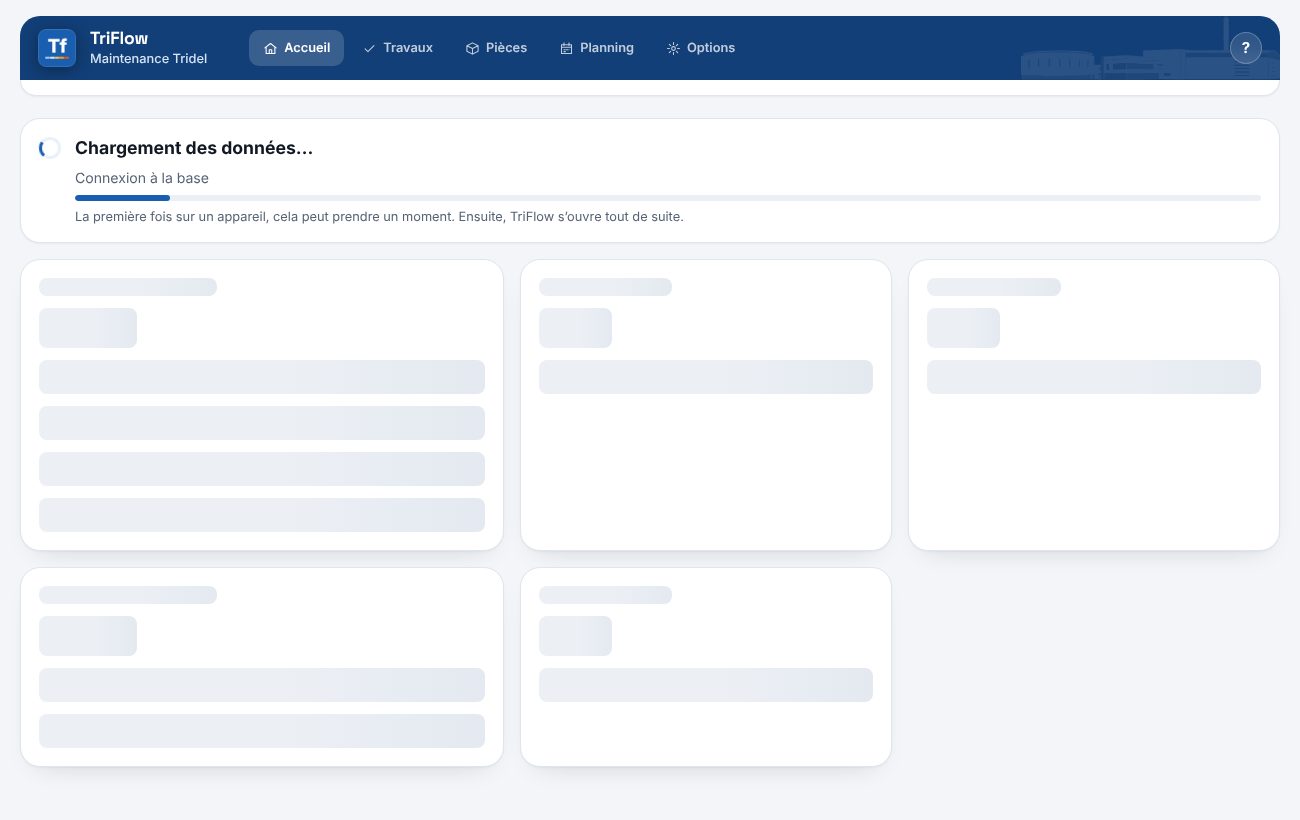 Tf
TriFlow
Maintenance Tridel
Accueil
Travaux
Pièces
Planning
Options
?
Chargement des données…
Connexion à la base
La première fois sur un appareil, cela peut prendre un moment. Ensuite, TriFlow s’ouvre tout de suite.